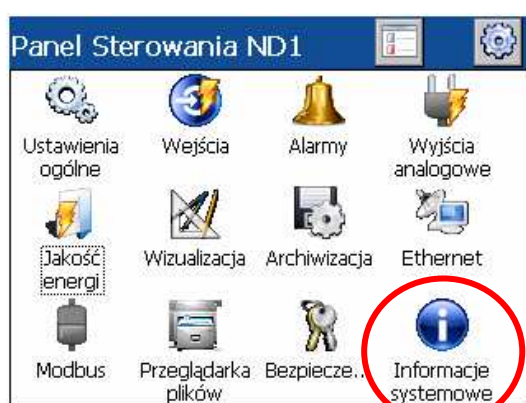 Panel Sterowania ND1
Ustawienia ogólne
Wejścia
Alarmy
Wyjścia analogowe
Jakość energi
Wizualizacja
Archiwizacja
Ethernet
Modbus
Przeglądarka plików
Bezpiecze..
Informacje systemowe